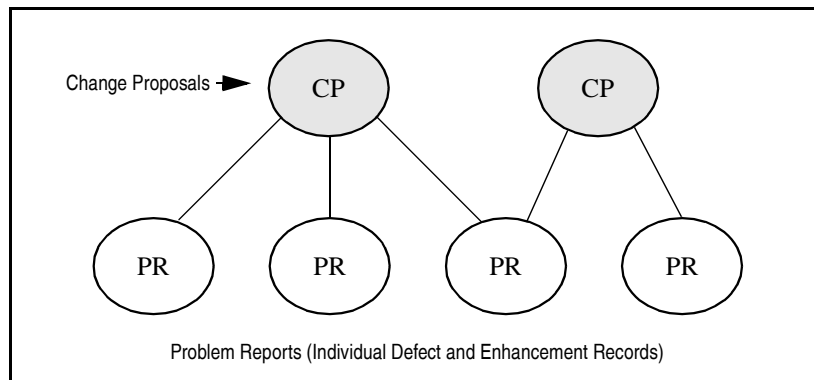 Change Proposals
CP
CP
PR
PR
PR
PR
Problem Reports (Individual Defect and Enhancement Records)